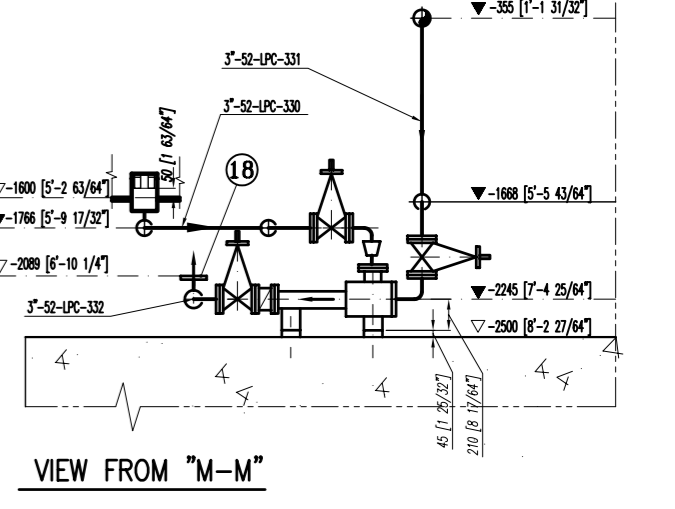 -355 [1'-1 31/32"]
3"-52-LPC-331
3"-52-LPC-330
50 [1 63/64"]
18
-1600 [5'-2 63/64"]
-1668 [5'-5 43/64"]
-1766 [5'-9 17/32"]
-2089 [6'-10 1/4"]
-2245 [7'-4 25/64"]
3"-52-LPC-332
-2500 [8'-2 27/64"]
45 [1 25/32"]
210 [8 17/64"]
VIEW FROM "M-M"